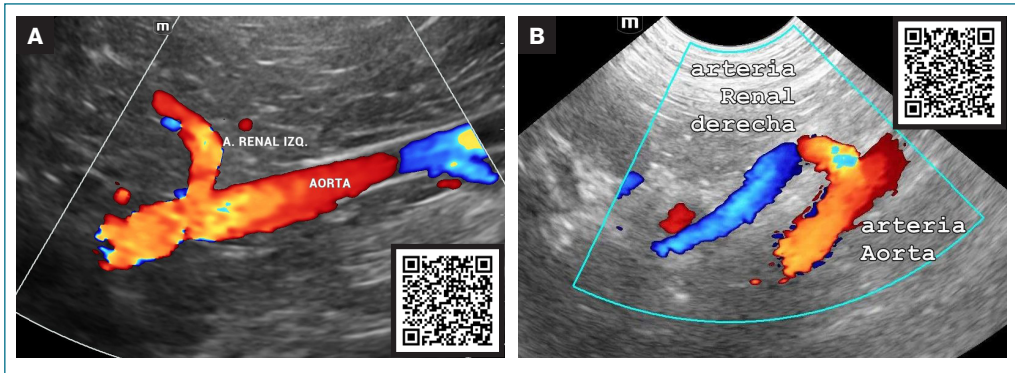 A
m
A. RENAL IZQ.
AORTA
B
m
arteria
Renal
derecha
arteria
Aorta